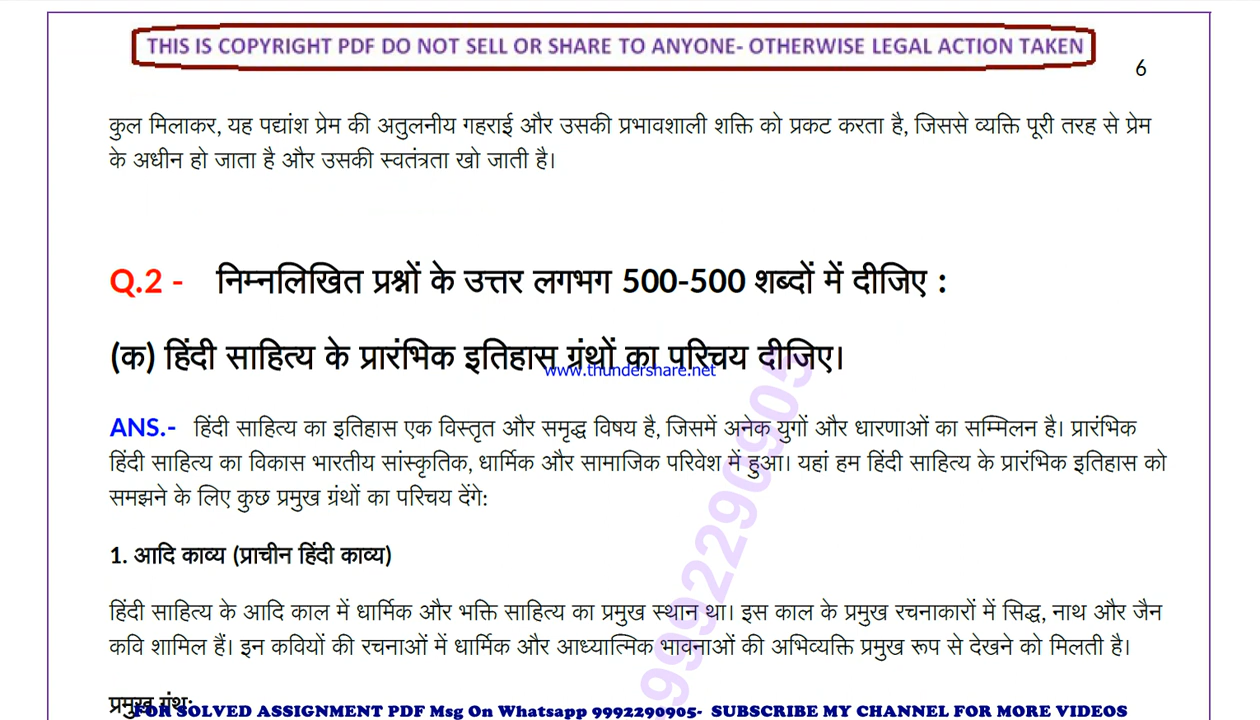 THIS IS COPYRIGHT PDF DO NOT SELL OR SHARE TO ANYONE- OTHERWISE LEGAL ACTION TAKEN
6
कुल मिलाकर, यह पद्यांश प्रेम की अतुलनीय गहराई और उसकी प्रभावशाली शक्ति को प्रकट करता है, जिससे व्यक्ति पूरी तरह से प्रेम
के अधीन हो जाता है और उसकी स्वतंत्रता खो जाती है।
Q.2 - निम्नलिखित प्रश्नों के उत्तर लगभग 500-500 शब्दों में दीजिए :
(क) हिंदी साहित्य के प्रारंभिक इतिहास ग्रंथों का परिचय दीजिए।
www.thundershare.net
ANS.- हिंदी साहित्य का इतिहास एक विस्तृत और समृद्ध विषय है, जिसमें अनेक युगों और धारणाओं का सम्मिलन है। प्रारंभिक
हिंदी साहित्य का विकास भारतीय सांस्कृतिक, धार्मिक और सामाजिक परिवेश में हुआ। यहां हम हिंदी साहित्य के प्रारंभिक इतिहास को
समझने के लिए कुछ प्रमुख ग्रंथों का परिचय देंगे:
1. आदि काव्य (प्राचीन हिंदी काव्य)
हिंदी साहित्य के आदि काल में धार्मिक और भक्ति साहित्य का प्रमुख स्थान था। इस काल के प्रमुख रचनाकारों में सिद्ध, नाथ और जैन
कवि शामिल हैं। इन कवियों की रचनाओं में धार्मिक और आध्यात्मिक भावनाओं की अभिव्यक्ति प्रमुख रूप से देखने को मिलती है।
प्रमुख ग्रंथ:
FOR SOLVED ASSIGNMENT PDF Msg On Whatsapp 9992290905- SUBSCRIBE MY CHANNEL FOR MORE VIDEOS
9992290905